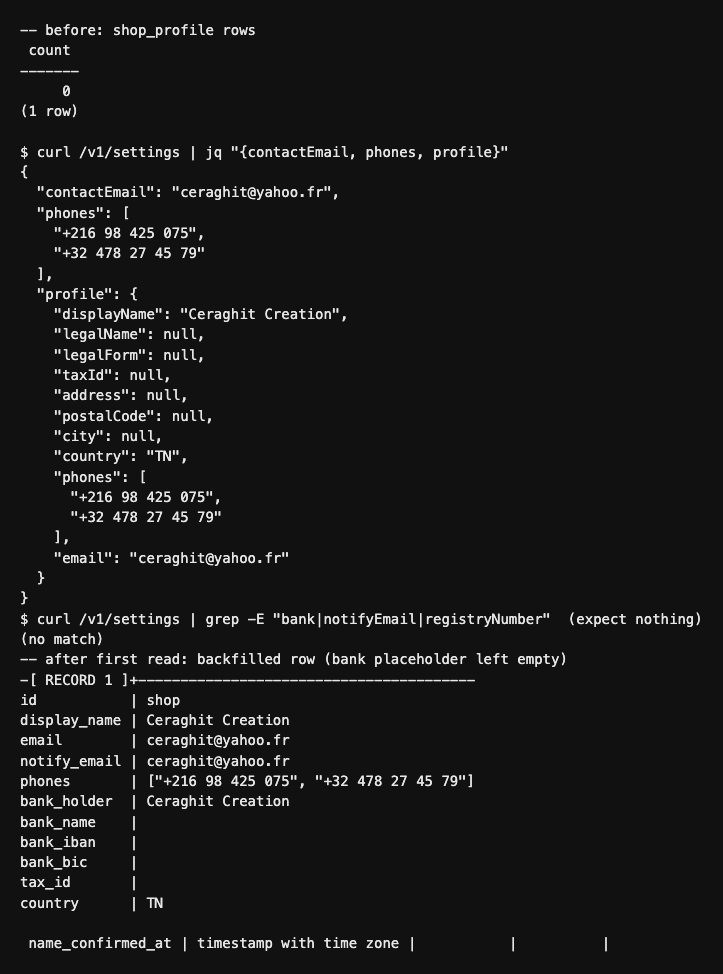 -- before: shop_profile rows
 count
-------
     0
(1 row)

$ curl /v1/settings | jq "{contactEmail, phones, profile}"
{
  "contactEmail": "ceraghit@yahoo.fr",
  "phones": [
    "+216 98 425 075",
    "+32 478 27 45 79"
  ],
  "profile": {
    "displayName": "Ceraghit Creation",
    "legalName": null,
    "legalForm": null,
    "taxId": null,
    "address": null,
    "postalCode": null,
    "city": null,
    "country": "TN",
    "phones": [
      "+216 98 425 075",
      "+32 478 27 45 79"
    ],
    "email": "ceraghit@yahoo.fr"
  }
}
$ curl /v1/settings | grep -E "bank|notifyEmail|registryNumber"  (expect nothing)
(no match)
-- after first read: backfilled row (bank placeholder left empty)
-[ RECORD 1 ]+----------------------------------------
id           | shop
display_name | Ceraghit Creation
email        | ceraghit@yahoo.fr
notify_email | ceraghit@yahoo.fr
phones       | ["+216 98 425 075", "+32 478 27 45 79"]
bank_holder  | Ceraghit Creation
bank_name    |
bank_iban    |
bank_bic     |
tax_id       |
country      | TN

 name_confirmed_at | timestamp with time zone |           |          |